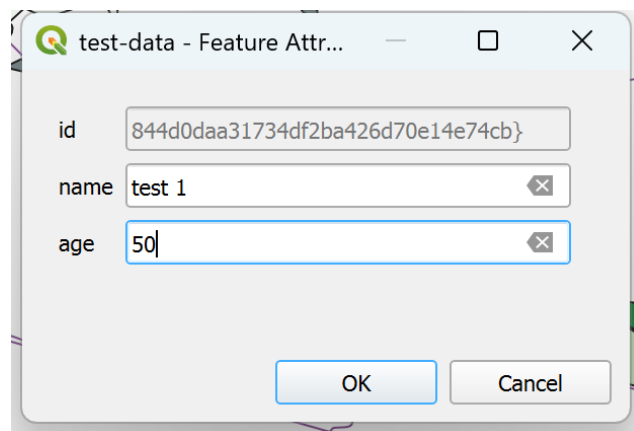 test-data - Feature Attr...
id 844d0daa31734df2ba426d70e14e74cb}
name test 1
age 50
OK Cancel